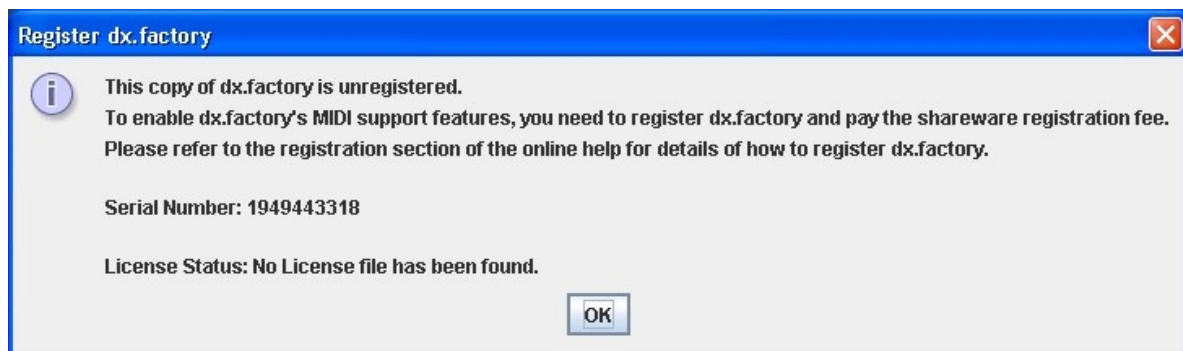 Register dx.factory
This copy of dx.factory is unregistered.
To enable dx.factory's MIDI support features, you need to register dx.factory and pay the shareware registration fee.
Please refer to the registration section of the online help for details of how to register dx.factory.
Serial Number: 1949443318
License Status: No License file has been found.
OK